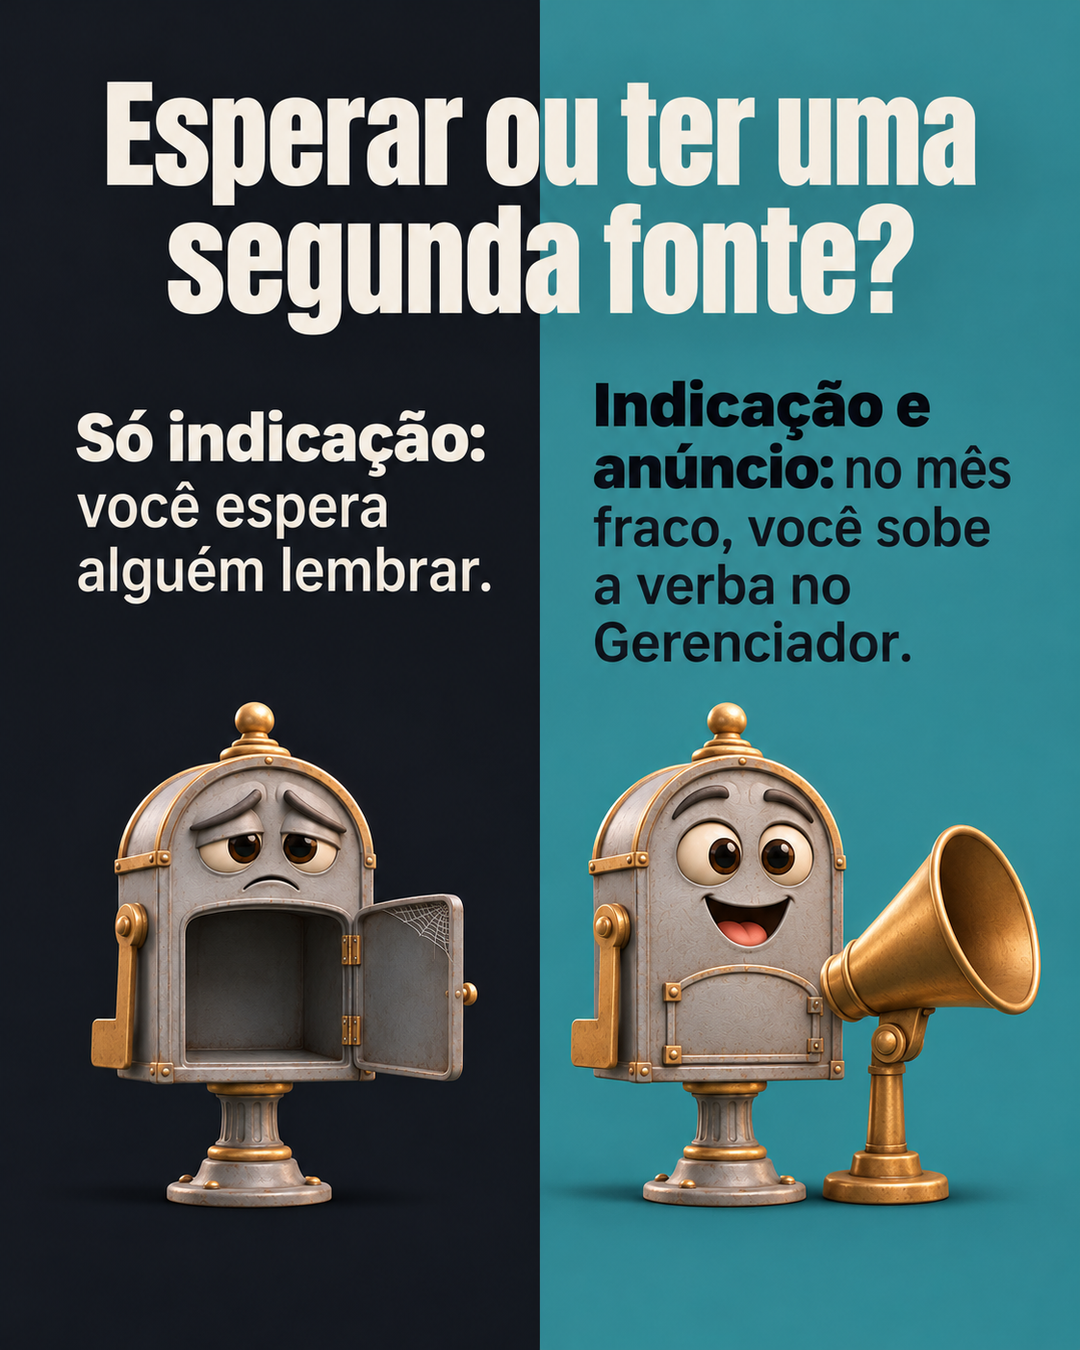 Esperar ou ter uma
segunda fonte?
Só indicação:
você espera
alguém lembrar.
Indicação e
anúncio: no mês
fraco, você sobe
a verba no
Gerenciador.